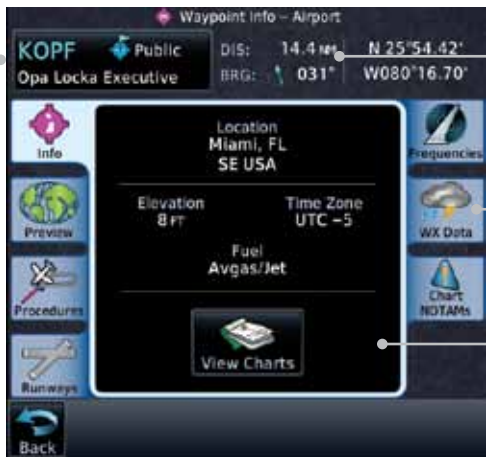 Waypoint Info – Airport
KOPF Public
Opa Locka Executive
DIS: 14.4 NM
BRG: 031°
N 25°54.42'
W080°16.70'
Info
Preview
Procedures
Runways
Location
Miami, FL
SE USA
Elevation
8 FT
Time Zone
UTC –5
Fuel
Avgas/Jet
View Charts
Frequencies
WX Data
Chart
NOTAMs
Back